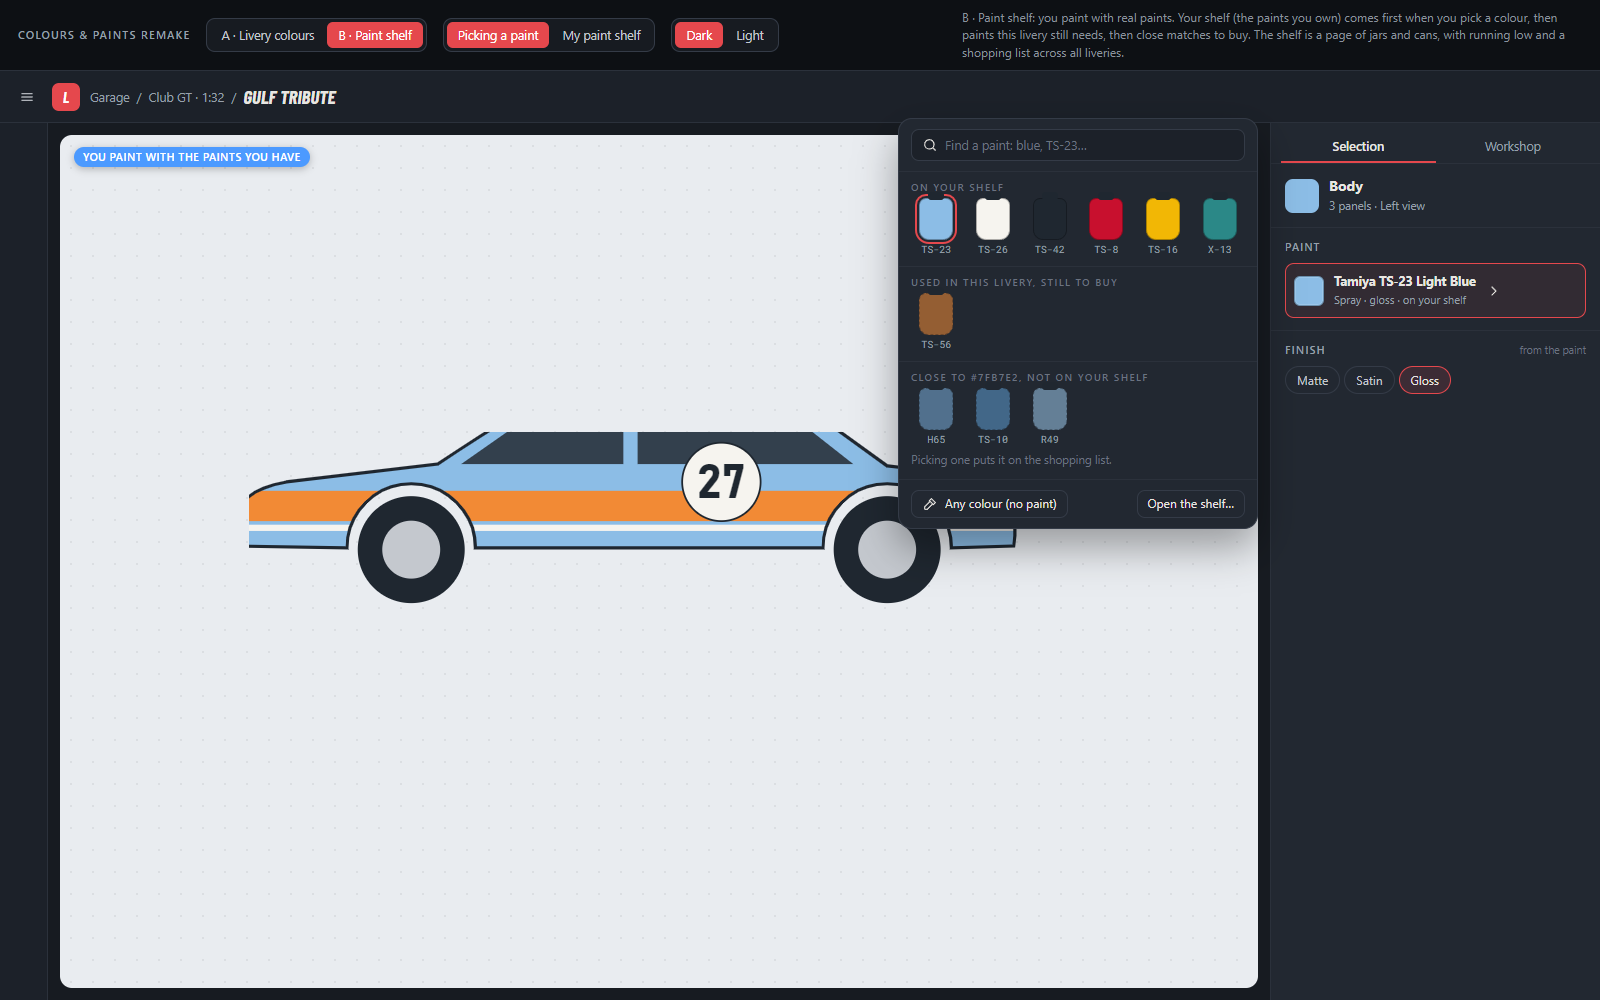 COLOURS & PAINTS REMAKE
A · Livery colours
B · Paint shelf
Picking a paint
My paint shelf
Dark
Light
B · Paint shelf: you paint with real paints. Your shelf (the paints you own) comes first when you pick a colour, then
paints this livery still needs, then close matches to buy. The shelf is a page of jars and cans, with running low and a
shopping list across all liveries.
L
Garage / Club GT · 1:32 / GULF TRIBUTE
YOU PAINT WITH THE PAINTS YOU HAVE
27
Find a paint: blue, TS-23...
ON YOUR SHELF
TS-23 TS-26 TS-42 TS-8 TS-16 X-13
USED IN THIS LIVERY, STILL TO BUY
TS-56
CLOSE TO #7FB7E2, NOT ON YOUR SHELF
H65 TS-10 R49
Picking one puts it on the shopping list.
Any colour (no paint)
Open the shelf...
Selection
Workshop
Body
3 panels · Left view
PAINT
Tamiya TS-23 Light Blue
Spray · gloss · on your shelf
FINISH
from the paint
Matte
Satin
Gloss